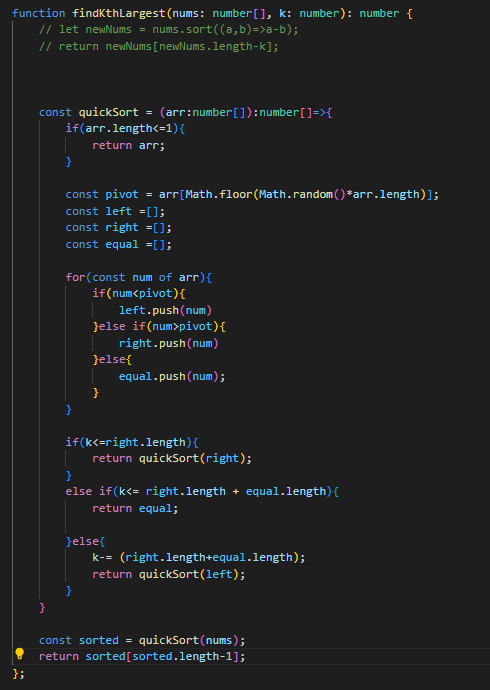 function findKthLargest(nums: number[], k: number): number {
    // let newNums = nums.sort((a,b)=>a-b);
    // return newNums[newNums.length-k];
    const quickSort = (arr:number[]):number[]=>{
        if(arr.length<=1){
            return arr;
        }
        const pivot = arr[Math.floor(Math.random()*arr.length)];
        const left =[];
        const right =[];
        const equal =[];
        for(const num of arr){
            if(num<pivot){
                left.push(num)
            }else if(num>pivot){
                right.push(num)
            }else{
                equal.push(num);
            }
        }
        if(k<=right.length){
            return quickSort(right);
        }
        else if(k<= right.length + equal.length){
            return equal;
        }else{
            k-= (right.length+equal.length);
            return quickSort(left);
        }
    }
    const sorted = quickSort(nums);
    return sorted[sorted.length-1];
};